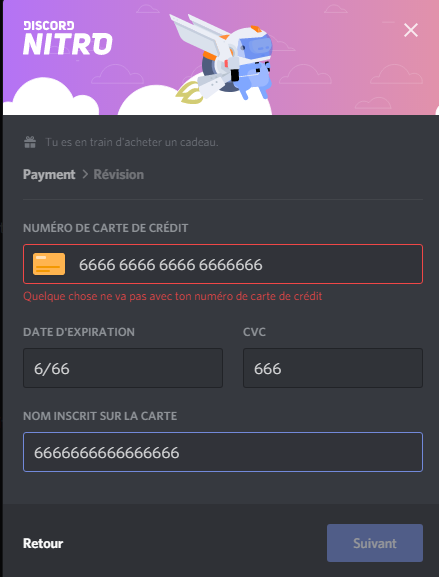 DISCORD
NITRO
Tu es en train d'acheter un cadeau.
Payment > Révision
NUMÉRO DE CARTE DE CRÉDIT
6666 6666 6666 6666666
Quelque chose ne va pas avec ton numéro de carte de crédit
DATE D'EXPIRATION CVC
6/66 666
NOM INSCRIT SUR LA CARTE
6666666666666666
Retour Suivant